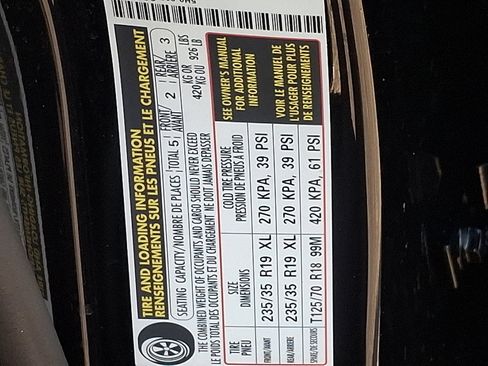 TIRE AND LOADING INFORMATION
RENSEIGNEMENTS SUR LES PNEUS ET LE CHARGEMENT
SEATING CAPACITY/NOMBRE DE PLACES TOTAL 5 FRONT/AVANT 2 REAR/ARRIÈRE 3
THE COMBINED WEIGHT OF OCCUPANTS AND CARGO SHOULD NEVER EXCEED 420 KG OR 926 LBS
LE POIDS TOTAL DES OCCUPANTS ET DU CHARGEMENT NE DOIT JAMAIS DÉPASSER KG OU LB
TIRE SIZE COLD TIRE PRESSURE
PNEU DIMENSIONS PRESSION DE PNEUS À FROID
FRONT/AVANT 235/35 R19 XL 270 KPA, 39 PSI
REAR/ARRIERE 235/35 R19 XL 270 KPA, 39 PSI
SPARE/DE SECOURS T125/70 R18 99M 420 KPA, 61 PSI
SEE OWNER'S MANUAL
FOR ADDITIONAL
INFORMATION
VOIR LE MANUEL DE
L'USAGER POUR PLUS
DE RENSEIGNEMENTS